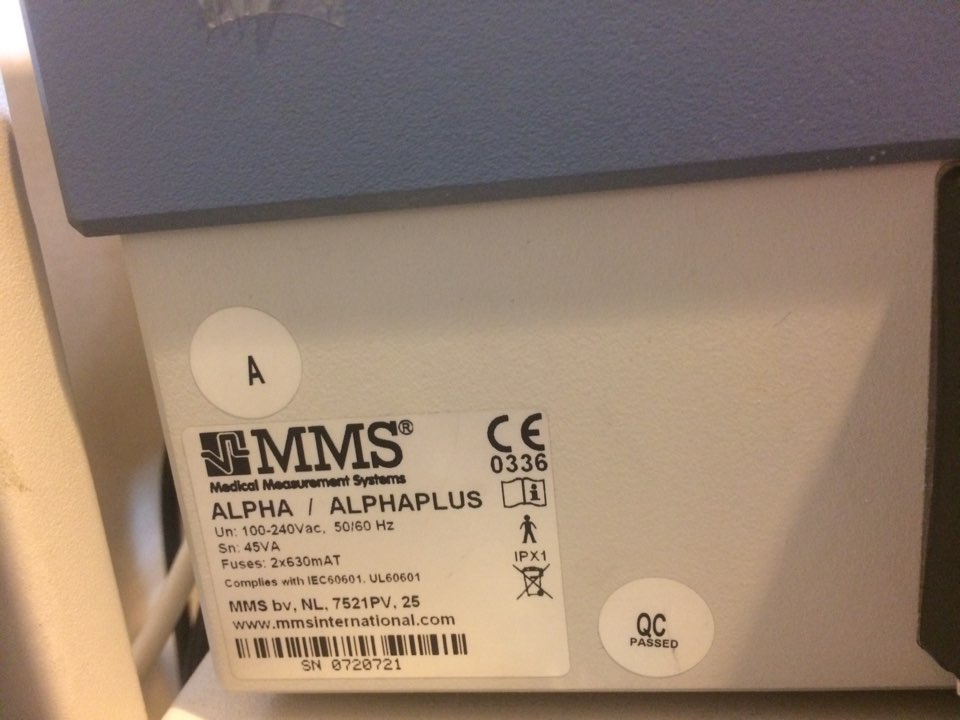 A
MMS®
Medical Measurement Systems
CE
0336
ALPHA / ALPHAPLUS
Un: 100-240Vac, 50/60 Hz
Sn: 45VA
Fuses: 2x630mAT
Complies with IEC60601, UL60601
IPX1
MMS bv, NL, 7521PV, 25
www.mmsinternational.com
SN 0720721
QC
PASSED